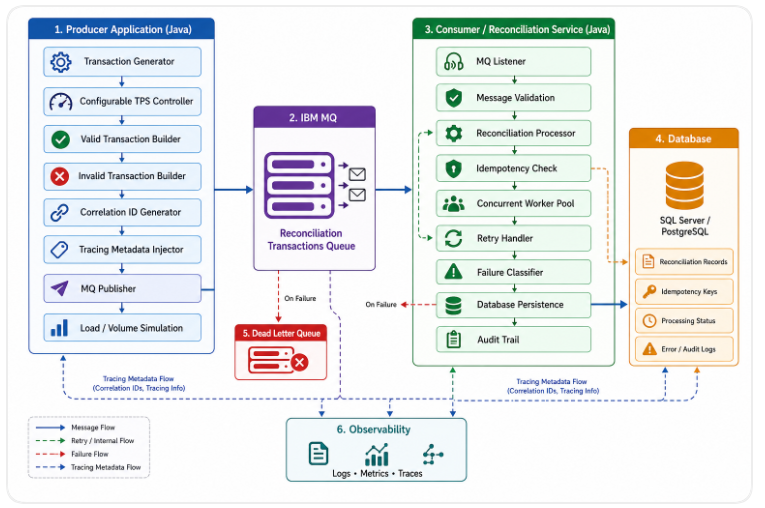 1. Producer Application (Java)
Transaction Generator
Configurable TPS Controller
Valid Transaction Builder
Invalid Transaction Builder
Correlation ID Generator
Tracing Metadata Injector
MQ Publisher
Load / Volume Simulation
2. IBM MQ
Reconciliation
Transactions Queue
On Failure
5. Dead Letter Queue
3. Consumer / Reconciliation Service (Java)
MQ Listener
Message Validation
Reconciliation Processor
Idempotency Check
Concurrent Worker Pool
Retry Handler
Failure Classifier
On Failure
Database Persistence
Audit Trail
4. Database
SQL Server /
PostgreSQL
Reconciliation Records
Idempotency Keys
Processing Status
Error / Audit Logs
Tracing Metadata Flow
(Correlation IDs, Tracing Info)
Tracing Metadata Flow
(Correlation IDs, Tracing Info)
6. Observability
Logs • Metrics • Traces
Message Flow
Retry / Internal Flow
Failure Flow
Tracing Metadata Flow